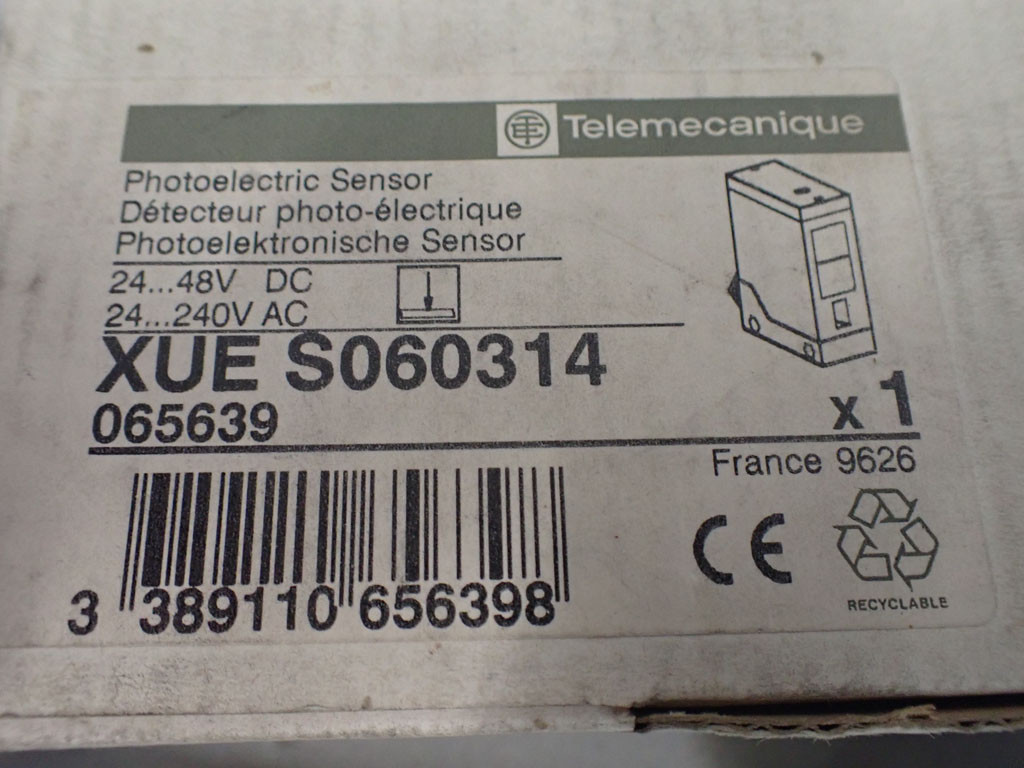 Telemecanique
Photoelectric Sensor
Détecteur photo-électrique
Photoelektronische Sensor
24...48V DC
24...240V AC
XUE S060314
065639
x 1
France 9626
CE
RECYCLABLE
3 389110 656398